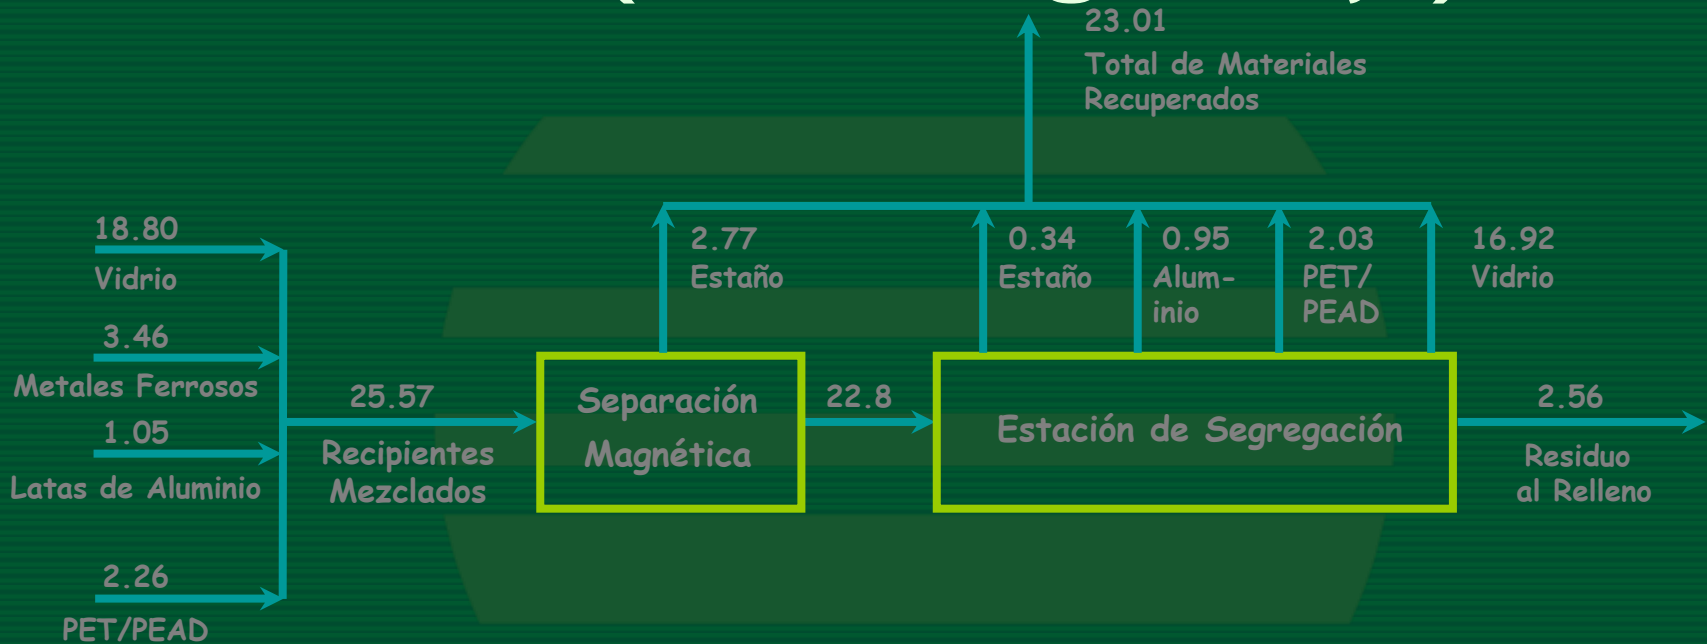 23.01
Total de Materiales
Recuperados
18.80
Vidrio
3.46
Metales Ferrosos
1.05
Latas de Aluminio
2.26
PET/PEAD
25.57
Recipientes
Mezclados
2.77
Estaño
0.34
Estaño
0.95
Alum-
inio
2.03
PET/
PEAD
16.92
Vidrio
Separación
Magnética
22.8
Estación de Segregación
2.56
Residuo
al Relleno